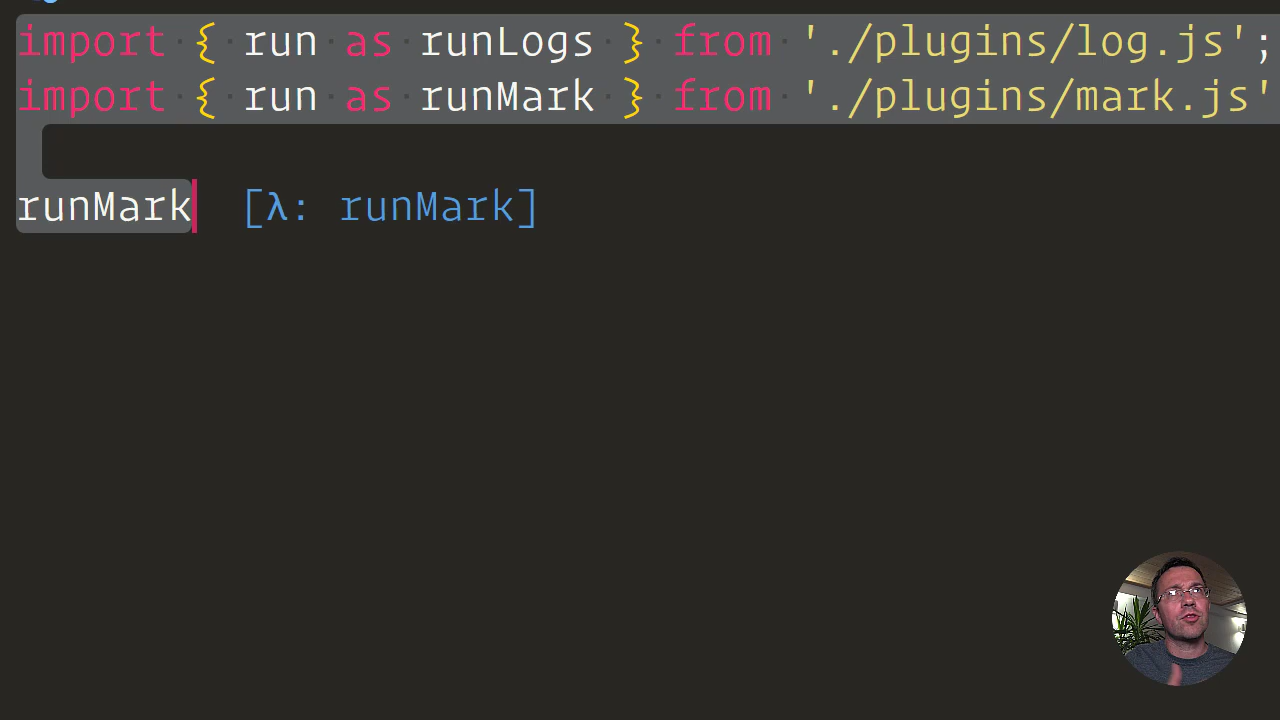 import { run as runLogs } from './plugins/log.js';
import { run as runMark } from './plugins/mark.js'
runMark [λ: runMark]